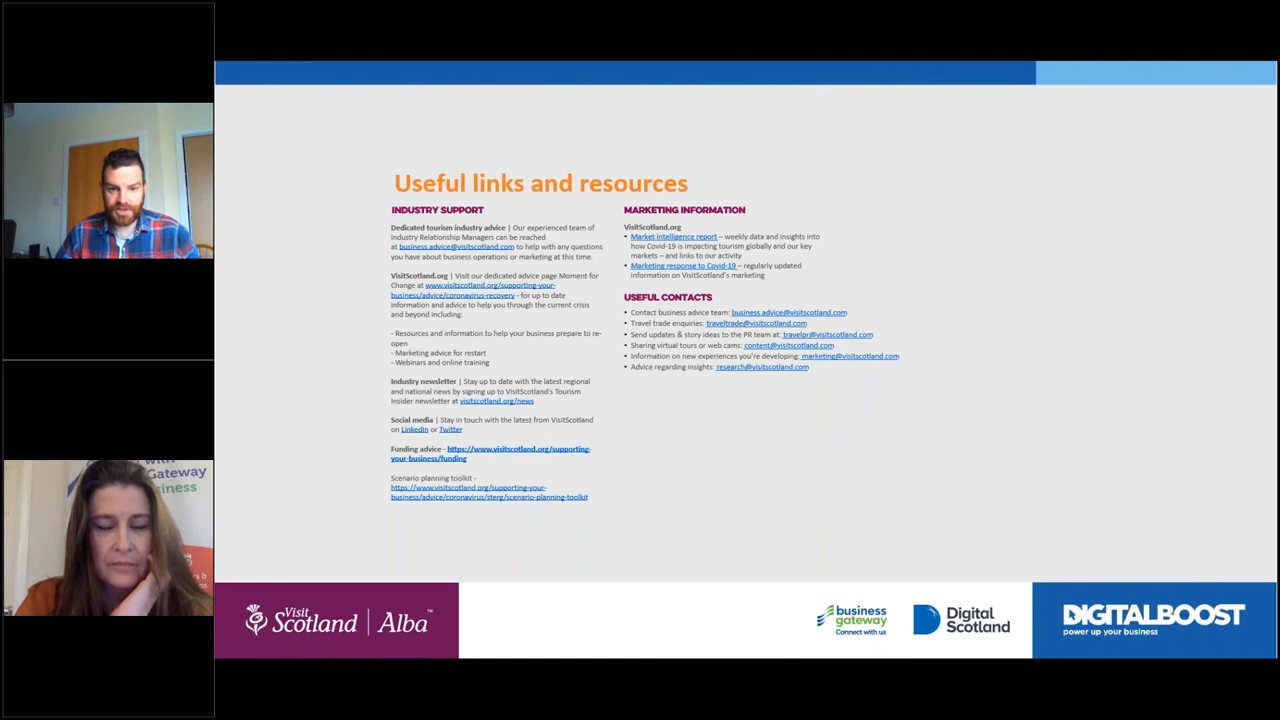 Useful links and resources
INDUSTRY SUPPORT
Dedicated tourism industry advice | Our experienced team of
Industry Relationship Managers can be reached
at business.advice@visitscotland.com to help with any questions
you have about business operations or marketing at this time.
VisitScotland.org | Visit our dedicated advice page Moment for
Change at www.visitscotland.org/supporting-your-
business/advice/coronavirus-recovery - for up to date
information and advice to help you through the current crisis
and beyond including:
- Resources and information to help your business prepare to re-
open
- Marketing advice for restart
- Webinars and online training
Industry newsletter | Stay up to date with the latest regional
and national news by signing up to VisitScotland's Tourism
Insider newsletter at visitscotland.org/news
Social media | Stay in touch with the latest from VisitScotland
on LinkedIn or Twitter
Funding advice - https://www.visitscotland.org/supporting-
your-business/funding
Scenario planning toolkit -
https://www.visitscotland.org/supporting-your-
business/advice/coronavirus/sterg/scenario-planning-toolkit
MARKETING INFORMATION
VisitScotland.org
• Market intelligence report – weekly data and insights into
how Covid-19 is impacting tourism globally and our key
markets – and links to our activity
• Marketing response to Covid-19 – regularly updated
information on VisitScotland's marketing
USEFUL CONTACTS
• Contact business advice team: business.advice@visitscotland.com
• Travel trade enquiries: traveltrade@visitscotland.com
• Send updates & story ideas to the PR team at: travelpr@visitscotland.com
• Sharing virtual tours or web cams: content@visitscotland.com
• Information on new experiences you're developing: marketing@visitscotland.com
• Advice regarding insights: research@visitscotland.com
with
Gateway
siness
Visit
Scotland | Alba™
business
gateway
Connect with us
Digital
Scotland
DIGITALBOOST
power up your business